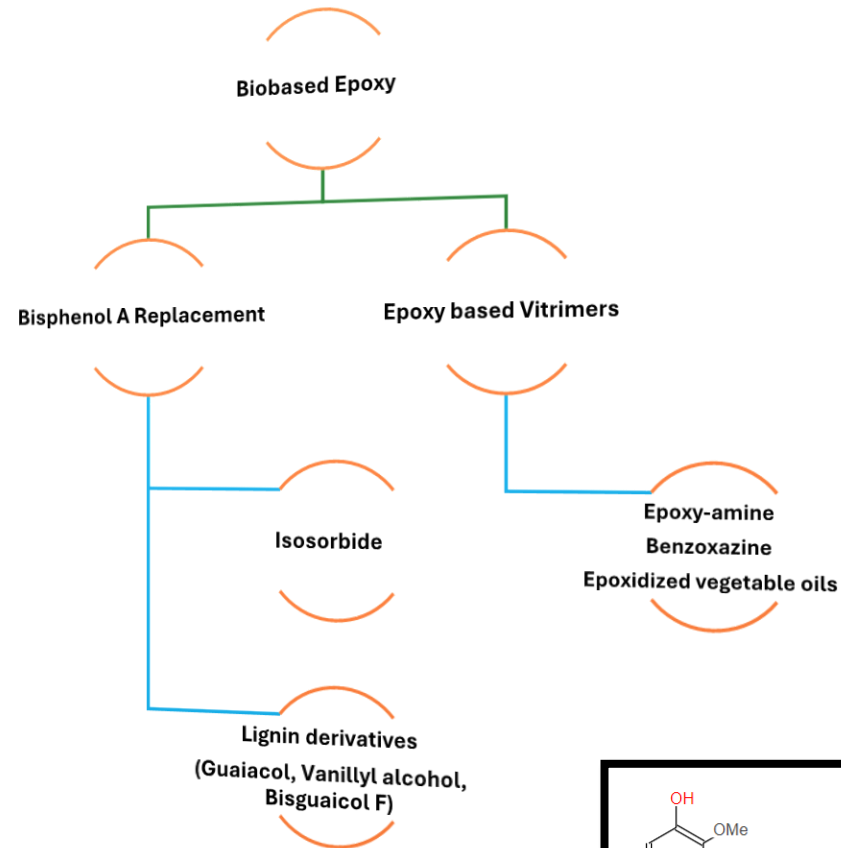 Biobased Epoxy
Bisphenol A Replacement
Epoxy based Vitrimers
Isosorbide
Epoxy-amine
Benzoxazine
Epoxidized vegetable oils
Lignin derivatives
(Guaiacol, Vanillyl alcohol,
Bisguaicol F)
OH
OMe